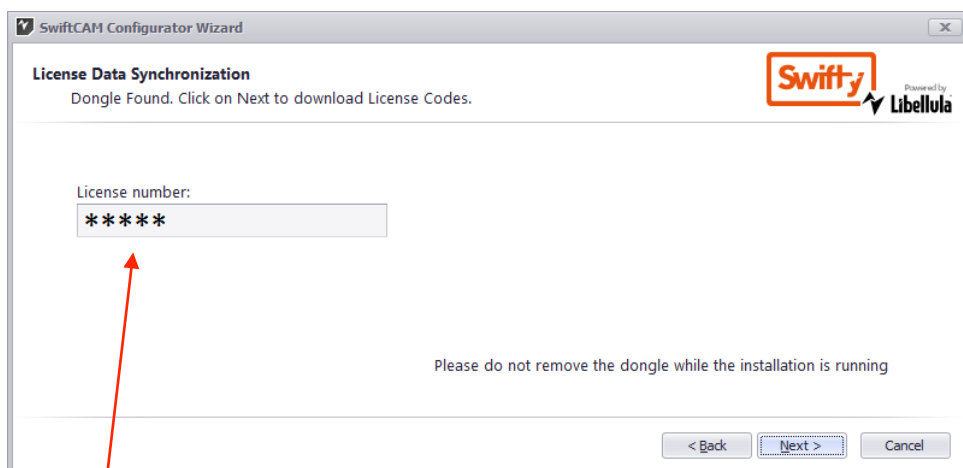 SwiftCAM Configurator Wizard
License Data Synchronization
Dongle Found. Click on Next to download License Codes.
Swifty
Powered by
Libellula
License number:
*****
Please do not remove the dongle while the installation is running
< Back
Next >
Cancel